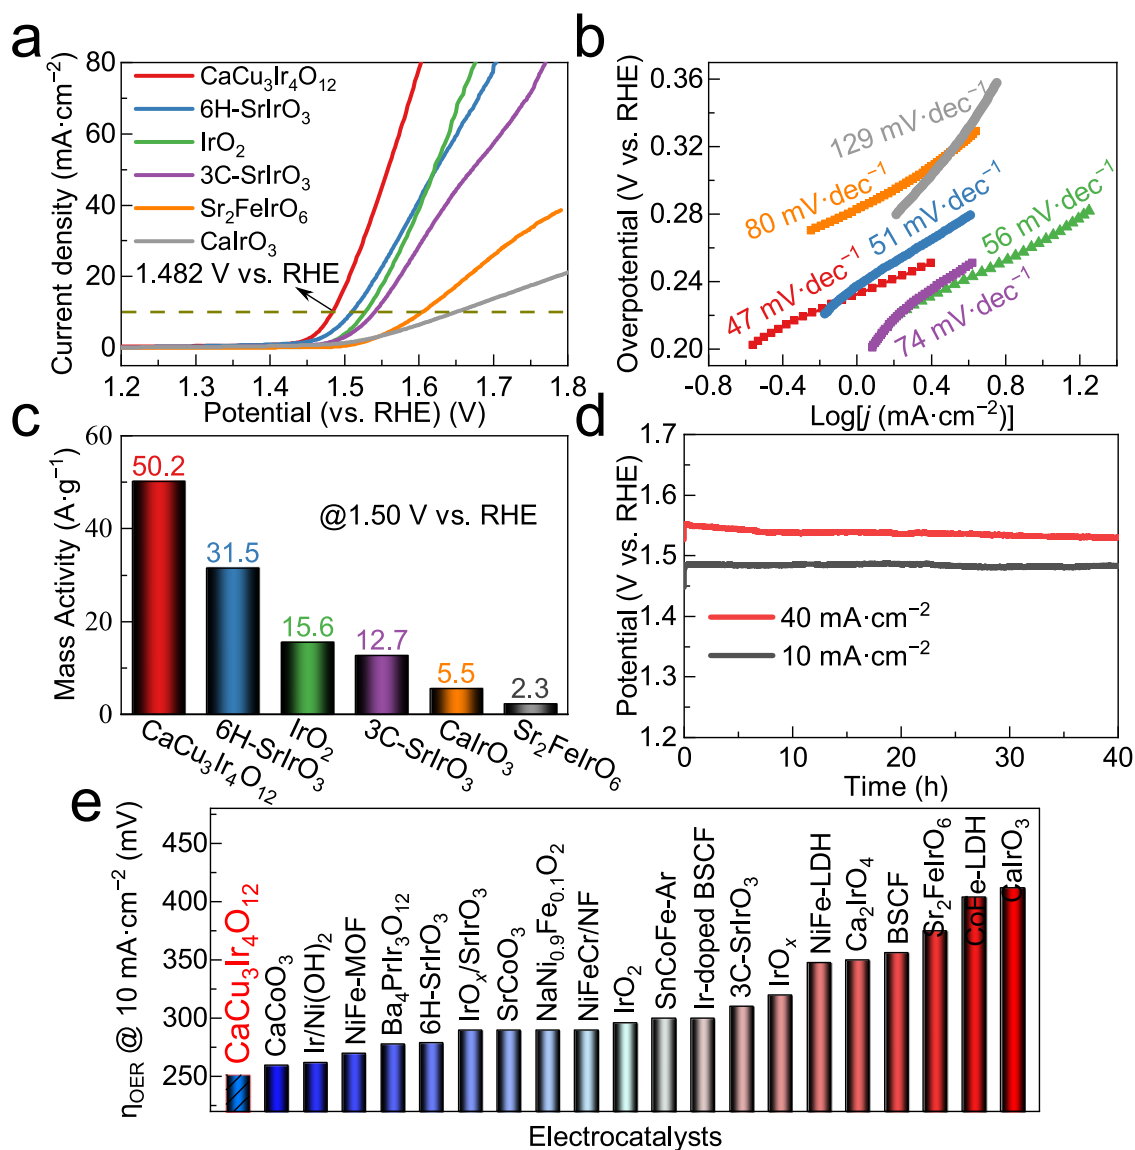 a
80
60
40
20
0
Current density (mA·cm⁻²)
CaCu₃Ir₄O₁₂
6H-SrIrO₃
IrO₂
3C-SrIrO₃
Sr₂FeIrO₆
CaIrO₃
1.482 V vs. RHE
1.2 1.3 1.4 1.5 1.6 1.7 1.8
Potential (vs. RHE) (V)
b
0.36
0.32
0.28
0.24
0.20
Overpotential (V vs. RHE)
129 mV·dec⁻¹
80 mV·dec⁻¹
51 mV·dec⁻¹
56 mV·dec⁻¹
47 mV·dec⁻¹
74 mV·dec⁻¹
-0.8 -0.4 0.0 0.4 0.8 1.2
Log[j (mA·cm⁻²)]
c
60
40
20
0
Mass Activity (A·g⁻¹)
@1.50 V vs. RHE
50.2
31.5
15.6
12.7
5.5
2.3
CaCu₃Ir₄O₁₂
6H-SrIrO₃
IrO₂
3C-SrIrO₃
CaIrO₃
Sr₂FeIrO₆
d
1.7
1.6
1.5
1.4
1.3
1.2
Potential (V vs. RHE)
40 mA·cm⁻²
10 mA·cm⁻²
0 10 20 30 40
Time (h)
e
450
400
350
300
250
η_OER @ 10 mA·cm⁻² (mV)
CaCu₃Ir₄O₁₂
CaCoO₃
Ir/Ni(OH)₂
NiFe-MOF
Ba₄PrIr₃O₁₂
6H-SrIrO₃
IrOₓ/SrIrO₃
SrCoO₃
NaNi₀.₉Fe₀.₁O₂
NiFeCr/NF
IrO₂
SnCoFe-Ar
Ir-doped BSCF
3C-SrIrO₃
IrOₓ
NiFe-LDH
Ca₂IrO₄
BSCF
Sr₂FeIrO₆
CoFe-LDH
CaIrO₃
Electrocatalysts